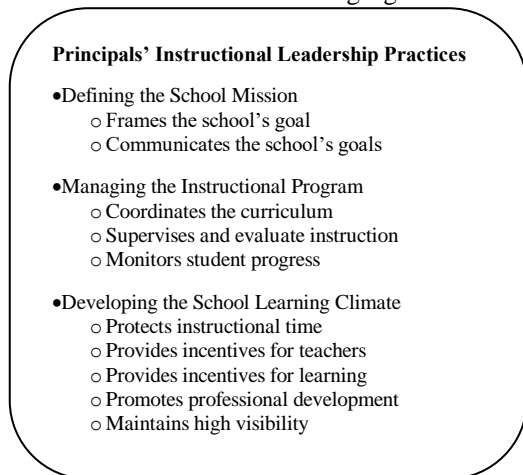 Principals’ Instructional Leadership Practices
•Defining the School Mission
o Frames the school’s goal
o Communicates the school’s goals
•Managing the Instructional Program
o Coordinates the curriculum
o Supervises and evaluate instruction
o Monitors student progress
•Developing the School Learning Climate
o Protects instructional time
o Provides incentives for teachers
o Provides incentives for learning
o Promotes professional development
o Maintains high visibility